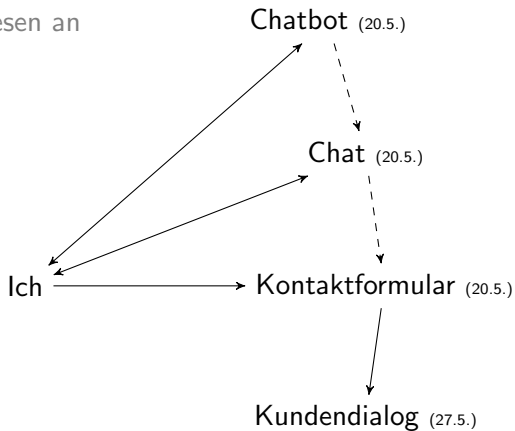 esen an
Chatbot (20.5.)
Chat (20.5.)
Ich
Kontaktformular (20.5.)
Kundendialog (27.5.)